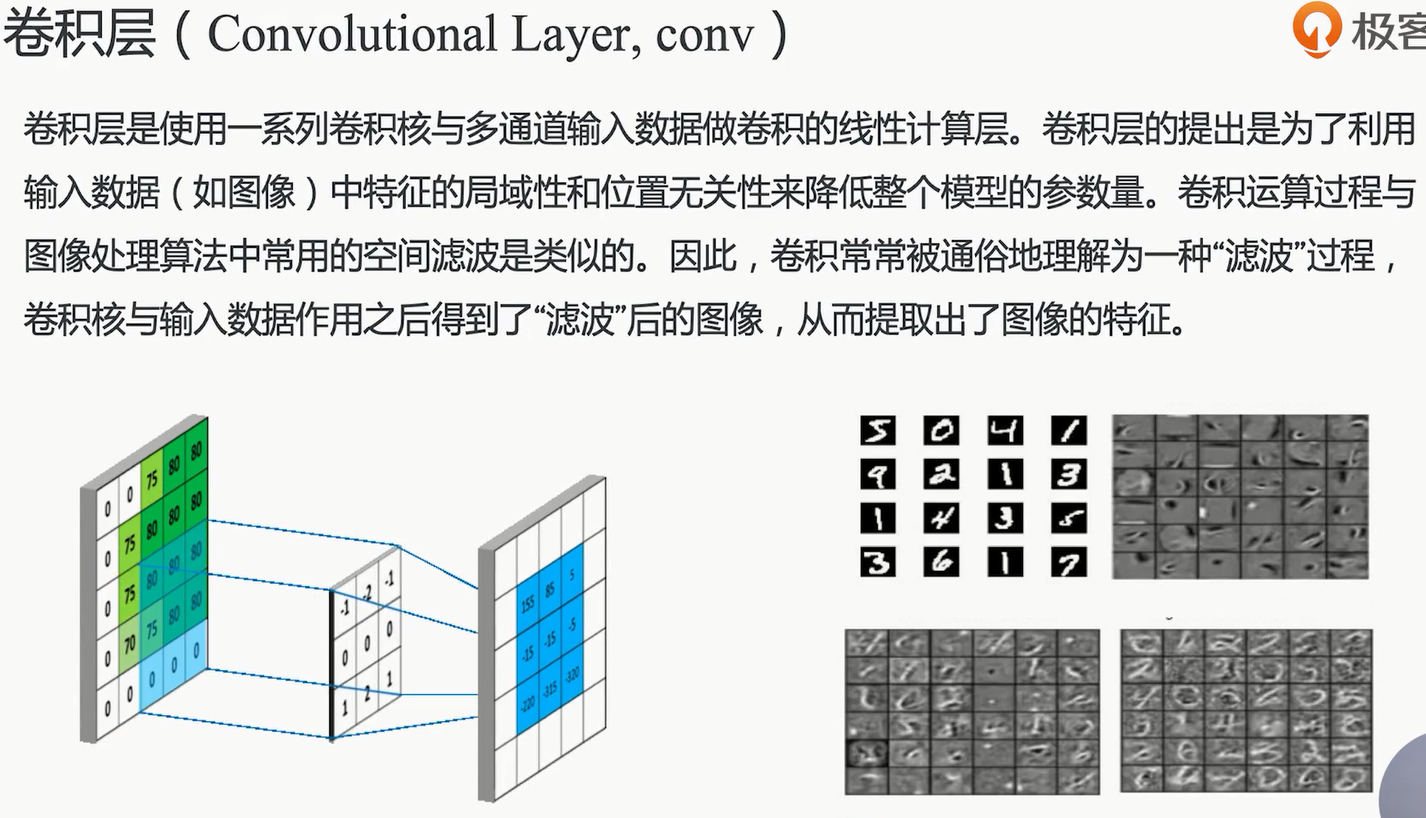 卷积层（Convolutional Layer, conv）
极客
卷积层是使用一系列卷积核与多通道输入数据做卷积的线性计算层。卷积层的提出是为了利用
输入数据（如图像）中特征的局域性和位置无关性来降低整个模型的参数量。卷积运算过程与
图像处理算法中常用的空间滤波是类似的。因此，卷积常常被通俗地理解为一种“滤波”过程，
卷积核与输入数据作用之后得到了“滤波”后的图像，从而提取出了图像的特征。
0 0 75 80 80
0 75 80 80 80
0 75 80 80 80
0 70 75 80 80
0 0 0 0 0
-1 -2 -1
0 0 0
1 2 1
155 85 5
-15 -15 -5
-220 -315 -320
5 0 4 1
9 2 1 3
1 4 3 5
3 6 1 7